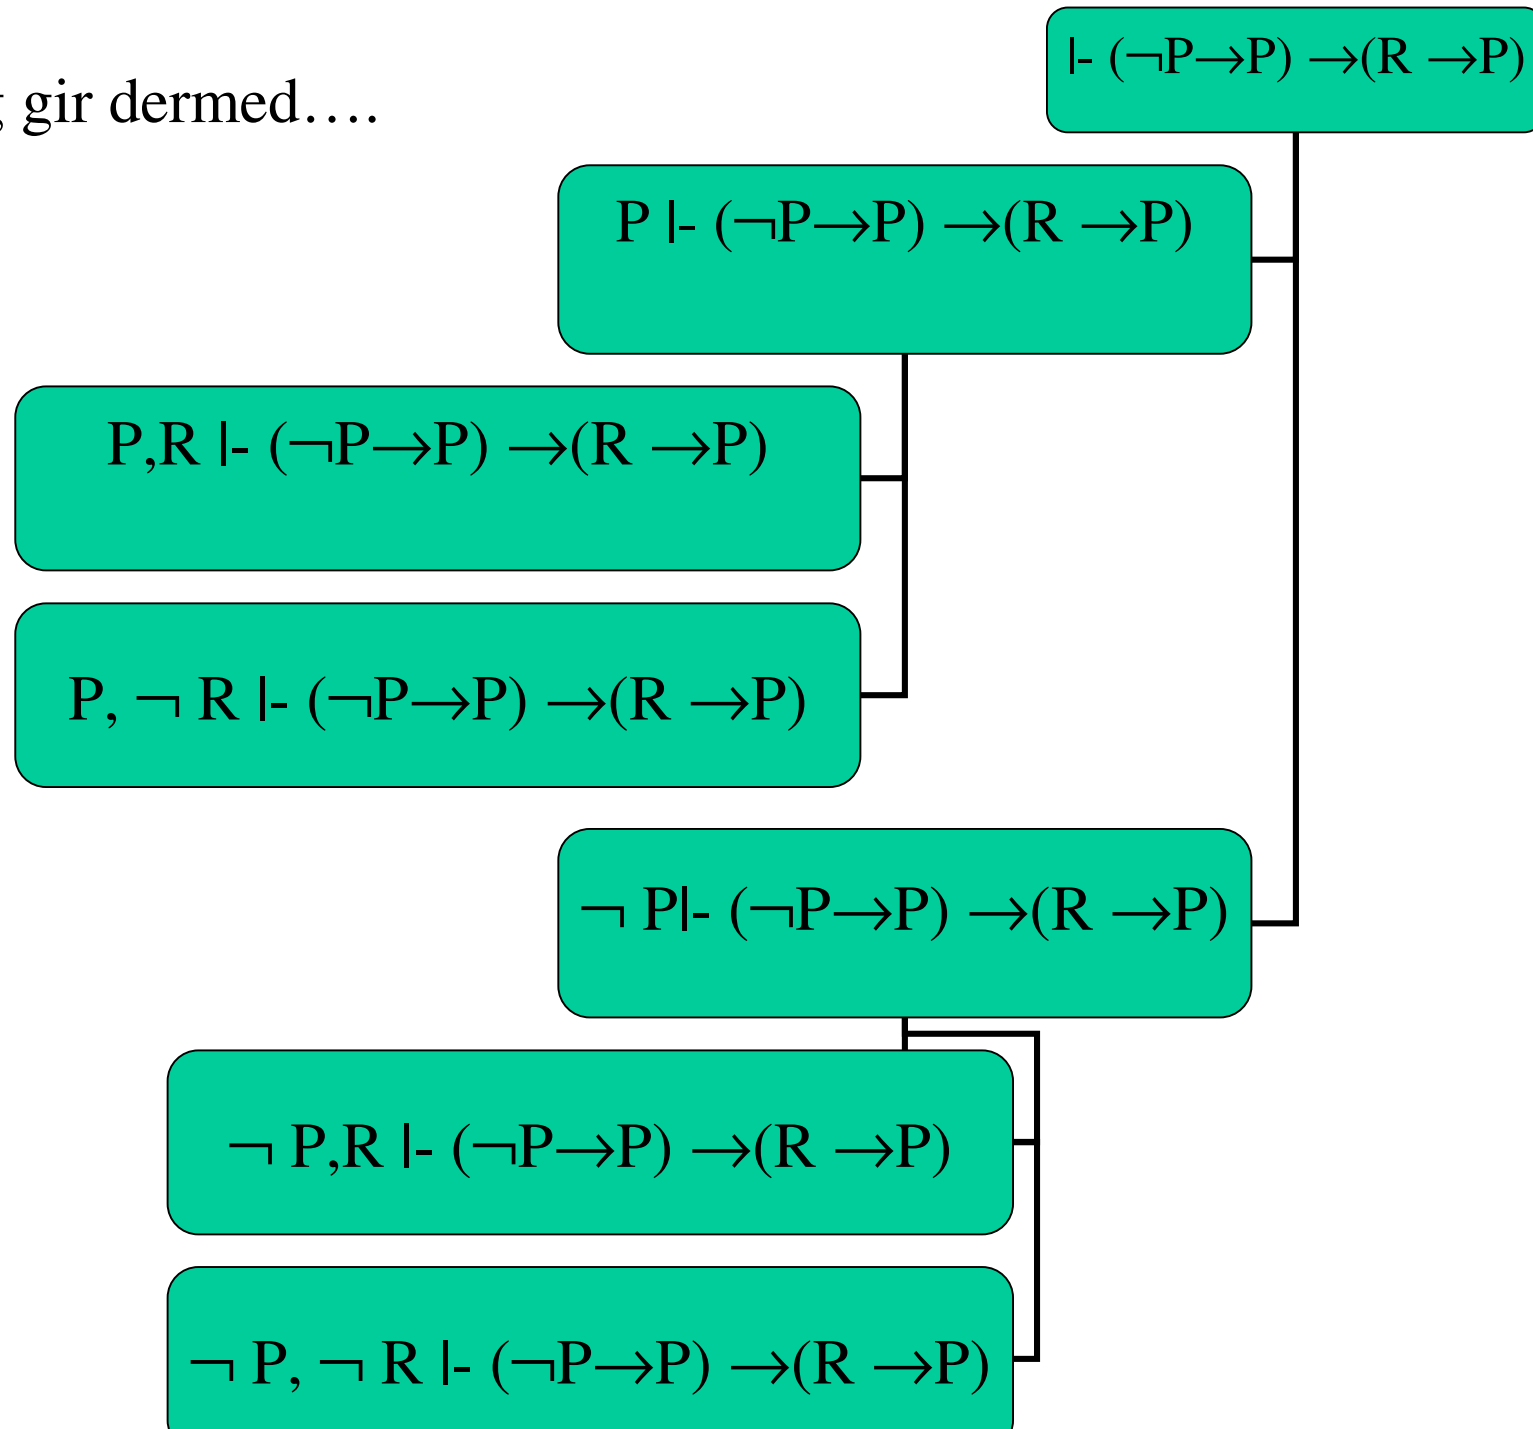 |- (¬P→P) →(R →P)
gir dermed….
P |- (¬P→P) →(R →P)
P,R |- (¬P→P) →(R →P)
P, ¬ R |- (¬P→P) →(R →P)
¬ P|- (¬P→P) →(R →P)
¬ P,R |- (¬P→P) →(R →P)
¬ P, ¬ R |- (¬P→P) →(R →P)